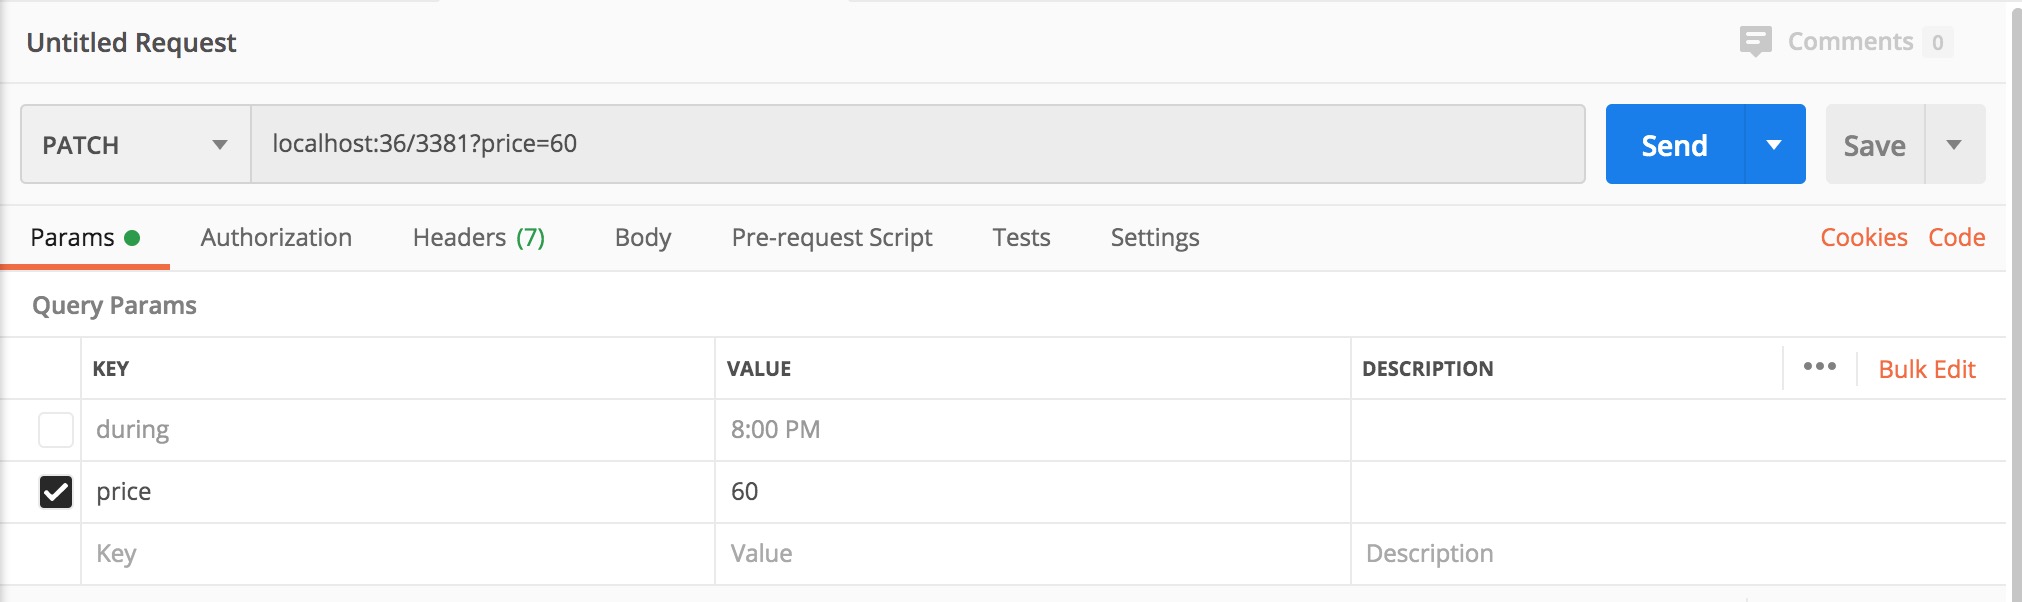 Untitled Request
Comments 0
PATCH
localhost:36/3381?price=60
Send
Save
Params
Authorization
Headers (7)
Body
Pre-request Script
Tests
Settings
Cookies
Code
Query Params
KEY
VALUE
DESCRIPTION
Bulk Edit
during
8:00 PM
price
60
Key
Value
Description